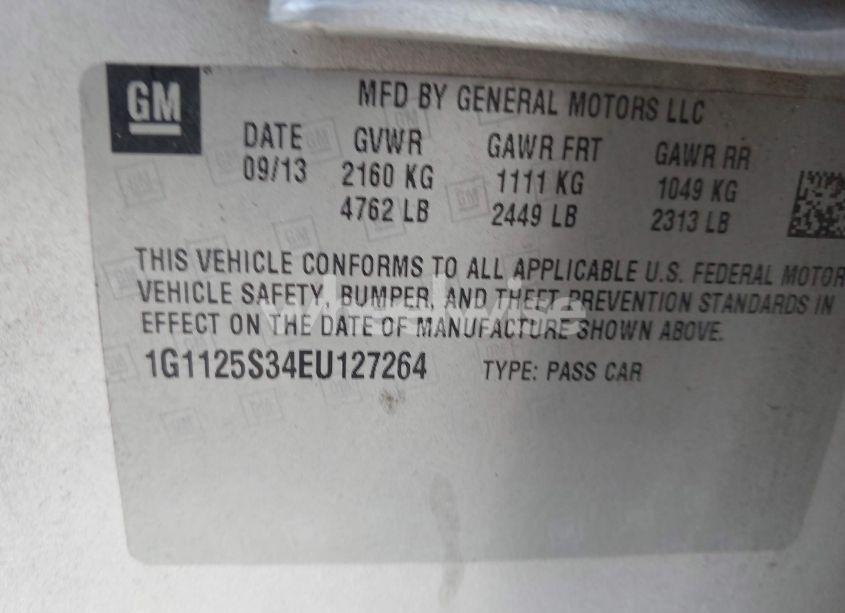 GM
MFD BY GENERAL MOTORS LLC
DATE GVWR GAWR FRT GAWR RR
09/13 2160 KG 1111 KG 1049 KG
4762 LB 2449 LB 2313 LB
THIS VEHICLE CONFORMS TO ALL APPLICABLE U.S. FEDERAL MOTOR
VEHICLE SAFETY, BUMPER, AND THEFT PREVENTION STANDARDS IN
EFFECT ON THE DATE OF MANUFACTURE SHOWN ABOVE.
1G1125S34EU127264 TYPE: PASS CAR